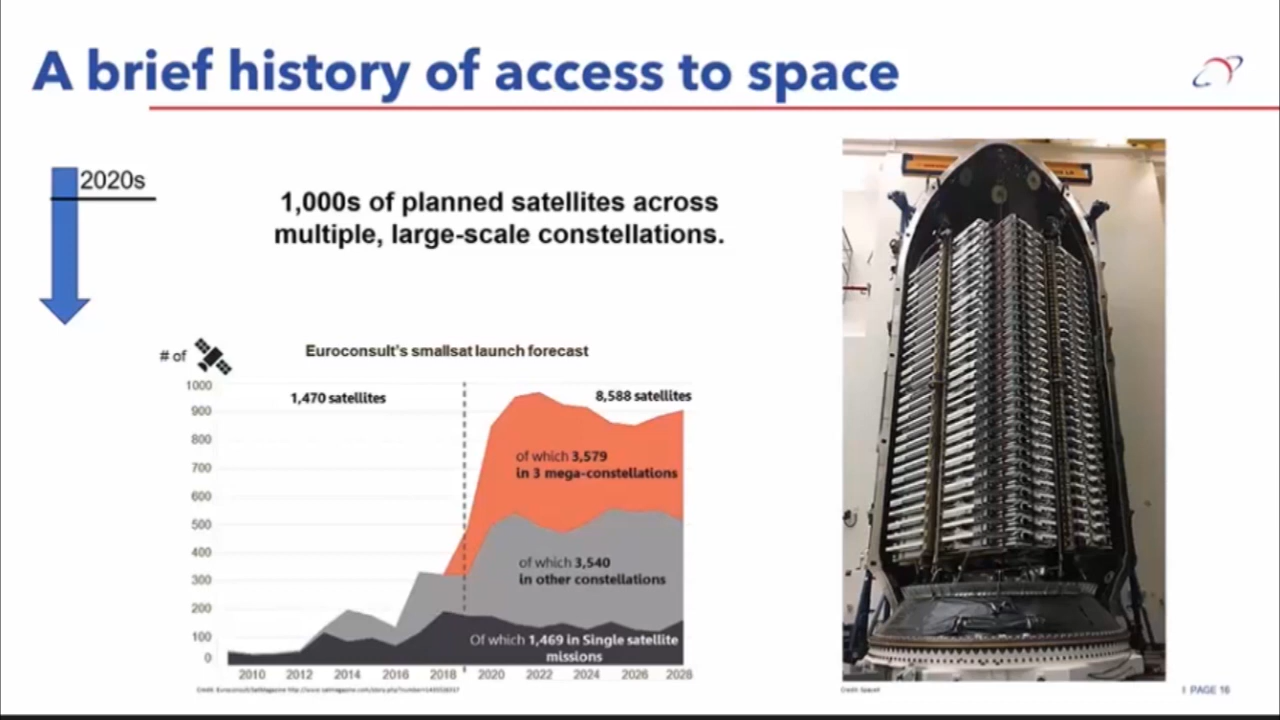 A brief history of access to space
2020s
1,000s of planned satellites across
multiple, large-scale constellations.
# of
Euroconsult's smallsat launch forecast
1000
900
800
700
600
500
400
300
200
100
0
1,470 satellites
8,588 satellites
of which 3,579
in 3 mega-constellations
of which 3,540
in other constellations
Of which 1,469 in Single satellite
missions
2010 2012 2014 2016 2018 2020 2022 2024 2026 2028
Credit: SpaceX
I PAGE 16